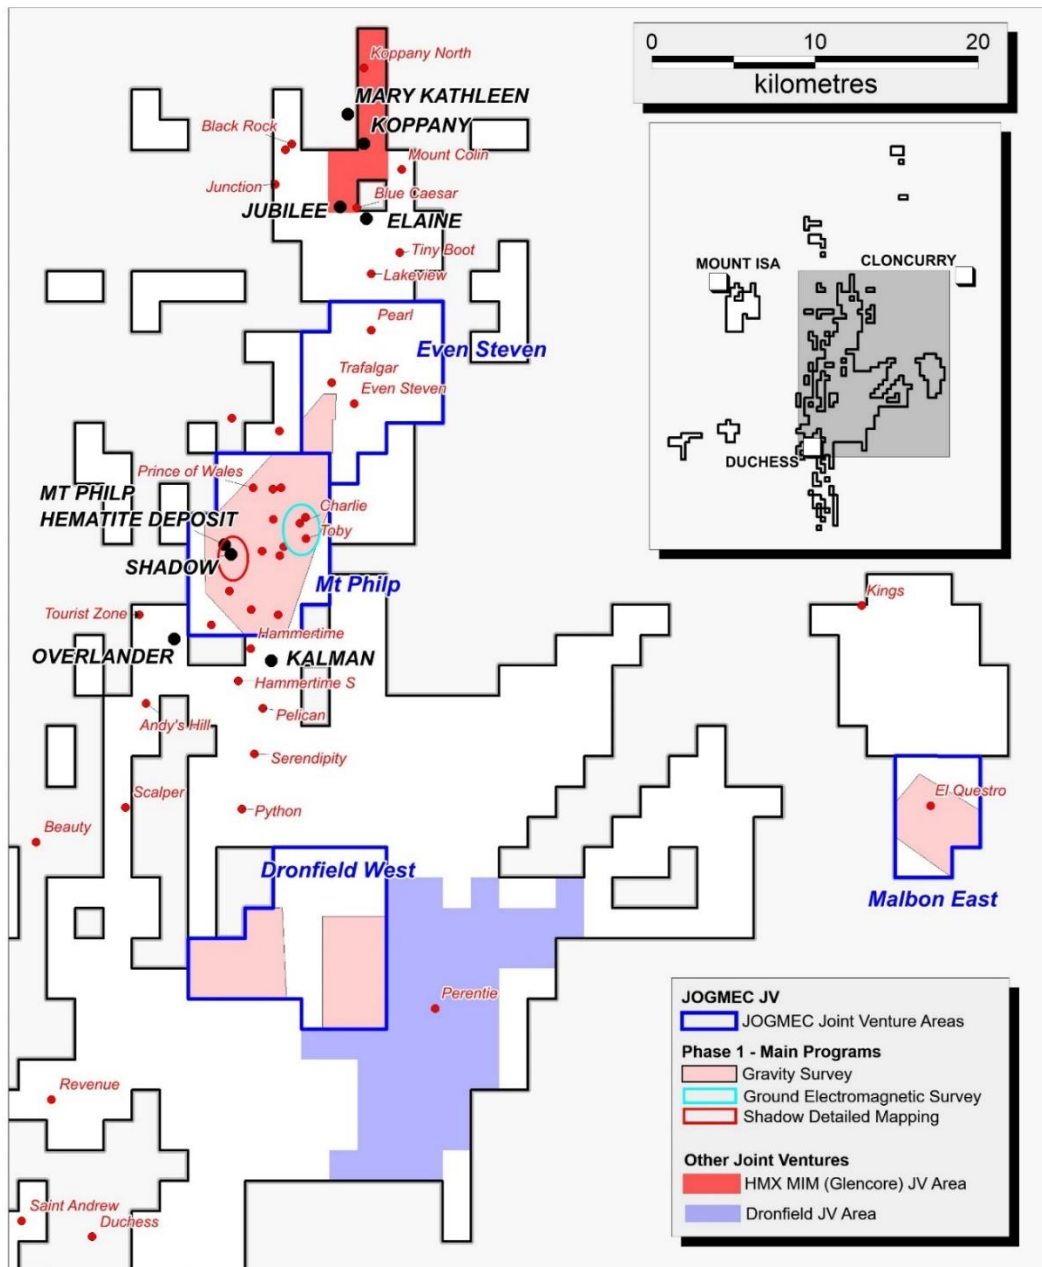 Koppany North
MARY KATHLEEN
KOPPANY
Black Rock
Mount Colin
Junction
Blue Caesar
JUBILEE
ELAINE
Tiny Boot
Lakeview
Pearl
Even Steven
Trafalgar
Even Steven
Prince of Wales
MT PHILP
HEMATITE DEPOSIT
Charlie
Toby
SHADOW
Mt Philp
Tourist Zone
Hammertime
OVERLANDER
KALMAN
Hammertime S
Andy's Hill
Pelican
Serendipity
Scalper
Python
Beauty
Dronfield West
Perentie
Revenue
Saint Andrew
Duchess
Kings
El Questro
Malbon East
0 10 20
kilometres
MOUNT ISA
CLONCURRY
DUCHESS
JOGMEC JV
JOGMEC Joint Venture Areas
Phase 1 - Main Programs
Gravity Survey
Ground Electromagnetic Survey
Shadow Detailed Mapping
Other Joint Ventures
HMX MIM (Glencore) JV Area
Dronfield JV Area